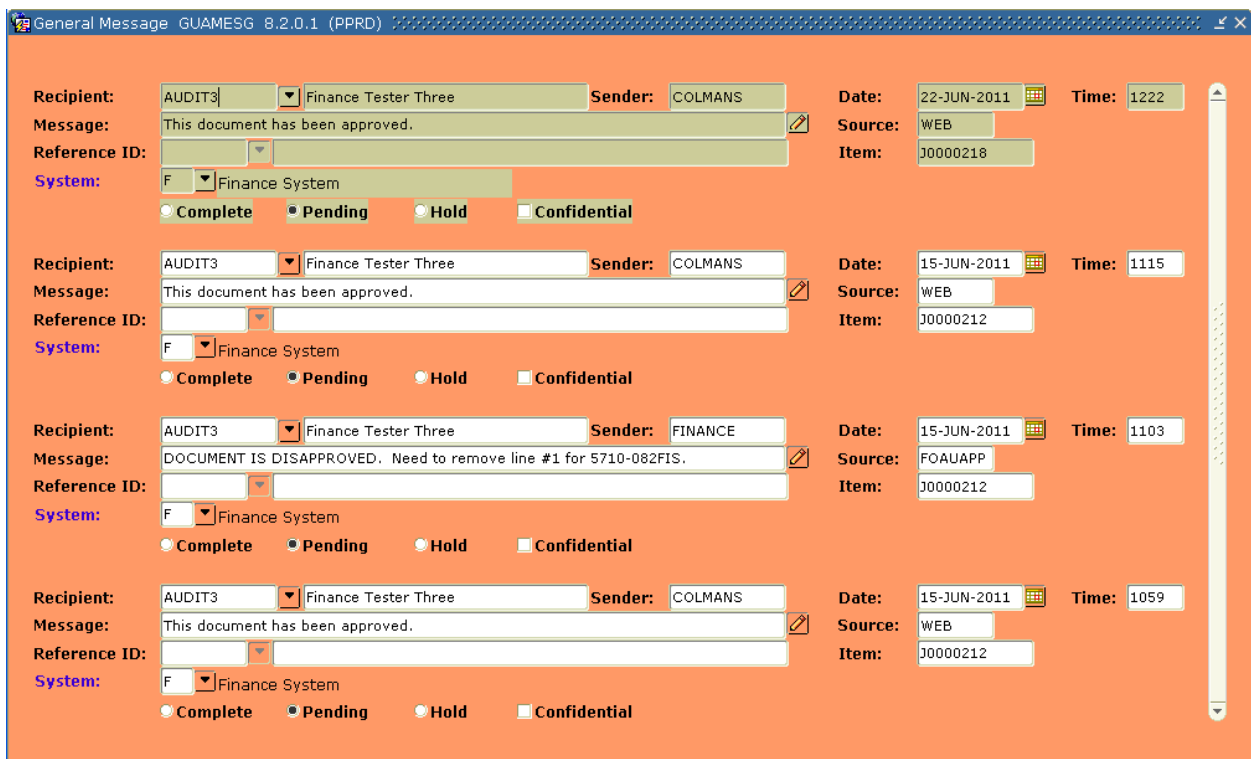 General Message GUAMESG 8.2.0.1 (PPRD)
Recipient: AUDIT3 Finance Tester Three Sender: COLMANS Date: 22-JUN-2011 Time: 1222
Message: This document has been approved. Source: WEB
Reference ID: Item: J0000218
System: F Finance System
Complete Pending Hold Confidential
Recipient: AUDIT3 Finance Tester Three Sender: COLMANS Date: 15-JUN-2011 Time: 1115
Message: This document has been approved. Source: WEB
Reference ID: Item: J0000212
System: F Finance System
Complete Pending Hold Confidential
Recipient: AUDIT3 Finance Tester Three Sender: FINANCE Date: 15-JUN-2011 Time: 1103
Message: DOCUMENT IS DISAPPROVED. Need to remove line #1 for 5710-082FIS. Source: FOAUAPP
Reference ID: Item: J0000212
System: F Finance System
Complete Pending Hold Confidential
Recipient: AUDIT3 Finance Tester Three Sender: COLMANS Date: 15-JUN-2011 Time: 1059
Message: This document has been approved. Source: WEB
Reference ID: Item: J0000212
System: F Finance System
Complete Pending Hold Confidential